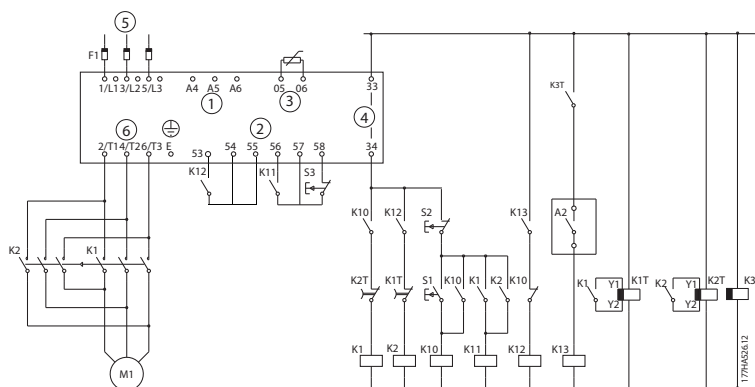 5
F1
1/L1 3/L2 5/L3 A4 A5 A6 05 06 33
1 3
K3T
6 2 4
2/T1 4/T2 6/T3 E 53 54 55 56 57 58 34
K12 K11 S3
K10 K12 S2 K13 A2
K2 K1
K2T K1T S1 K10 K1 K2 K10
K1 Y1 K1T K2 Y1 K2T K3
Y2 Y2
K1 K2 K10 K11 K12 K13
M1
177HA526.12